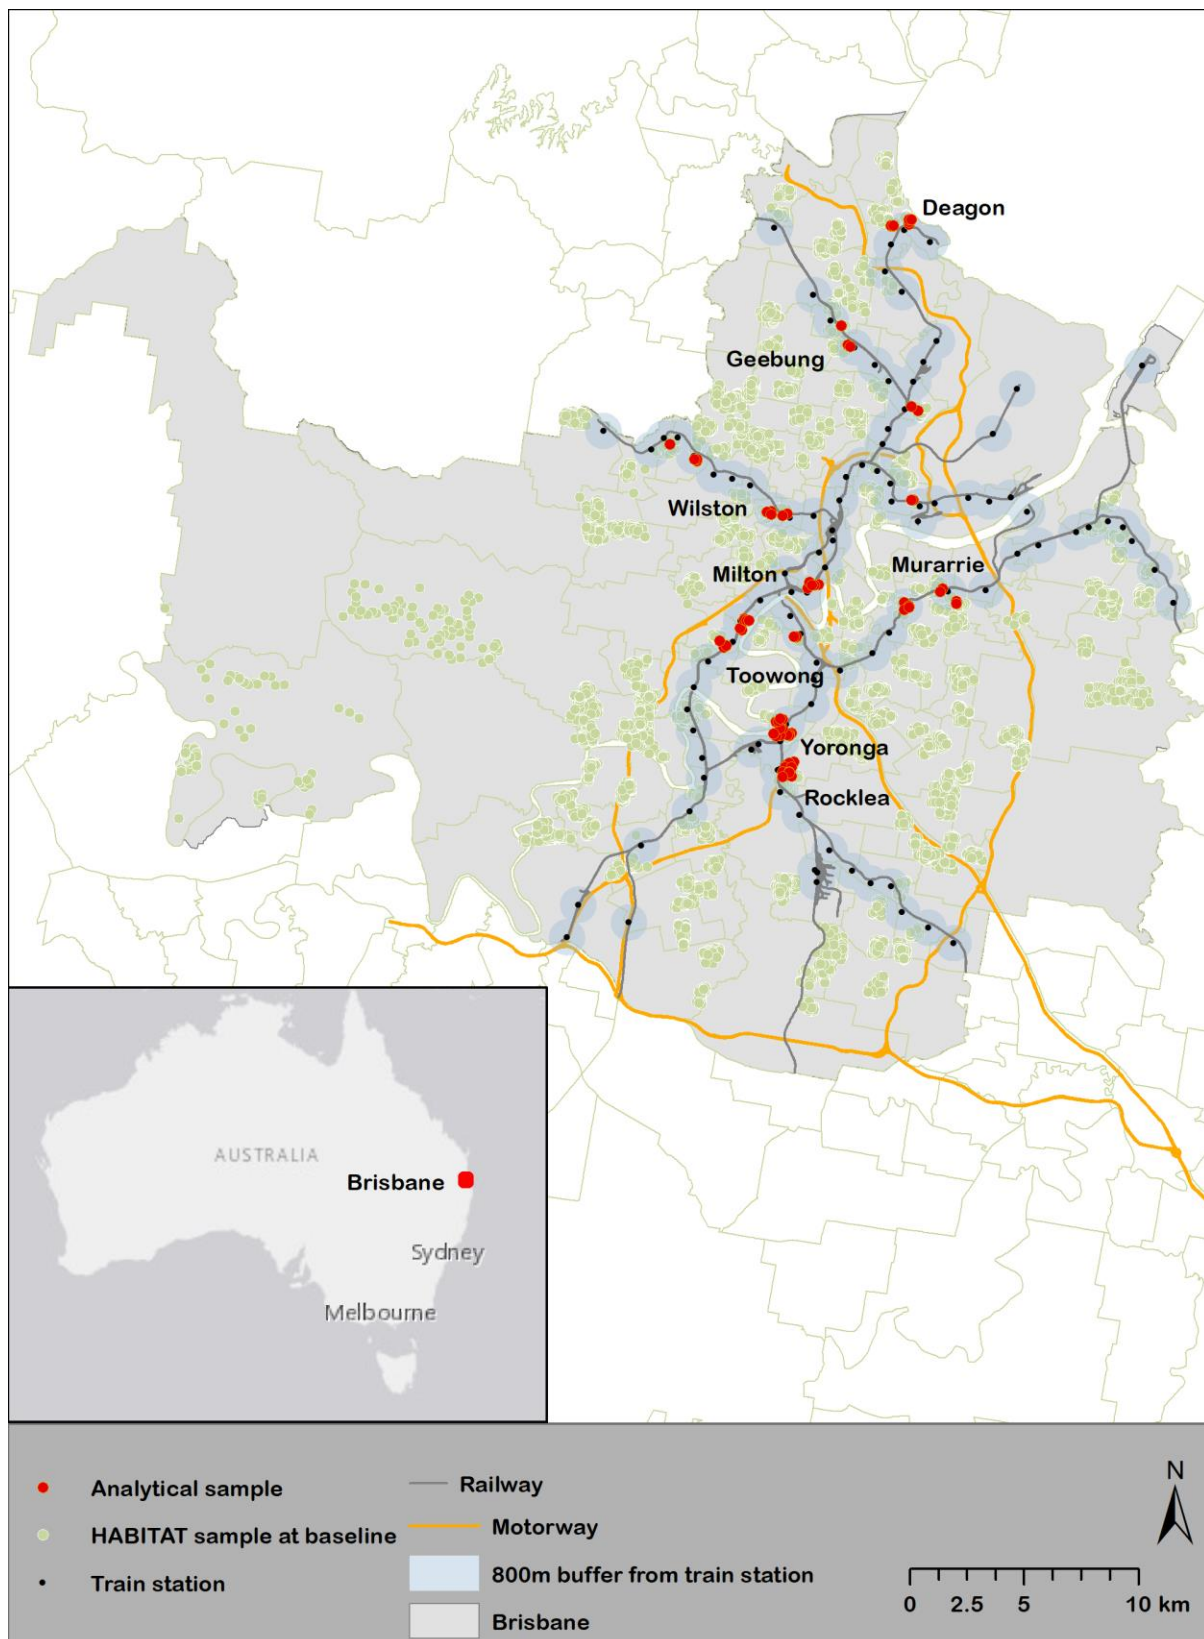 Deagon
Geebung
Wilston
Milton
Murarrie
Toowong
Yoronga
Rocklea
AUSTRALIA
Brisbane
Sydney
Melbourne
Analytical sample
HABITAT sample at baseline
Train station
Railway
Motorway
800m buffer from train station
Brisbane
N
0 2.5 5 10 km